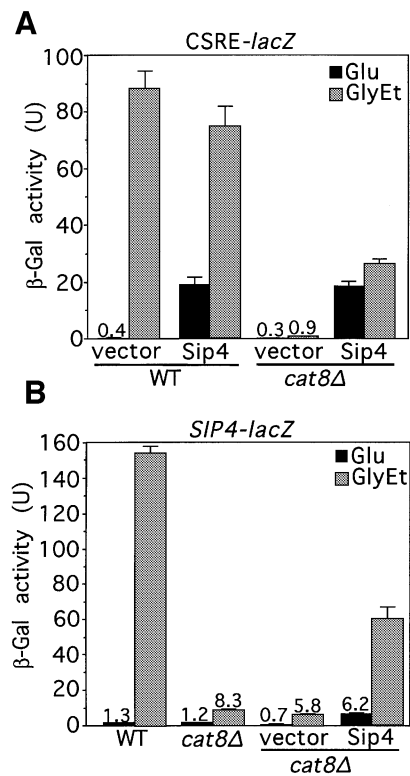 A
CSRE-lacZ
β-Gal activity (U)
100
80
60
40
20
0
Glu
GlyEt
0.4
0.3 0.9
vector Sip4 vector Sip4
WT cat8Δ
B
SIP4-lacZ
β-Gal activity (U)
160
140
120
100
80
60
40
20
0
Glu
GlyEt
1.3 1.2 8.3 0.7 5.8 6.2
WT cat8Δ vector Sip4
cat8Δ